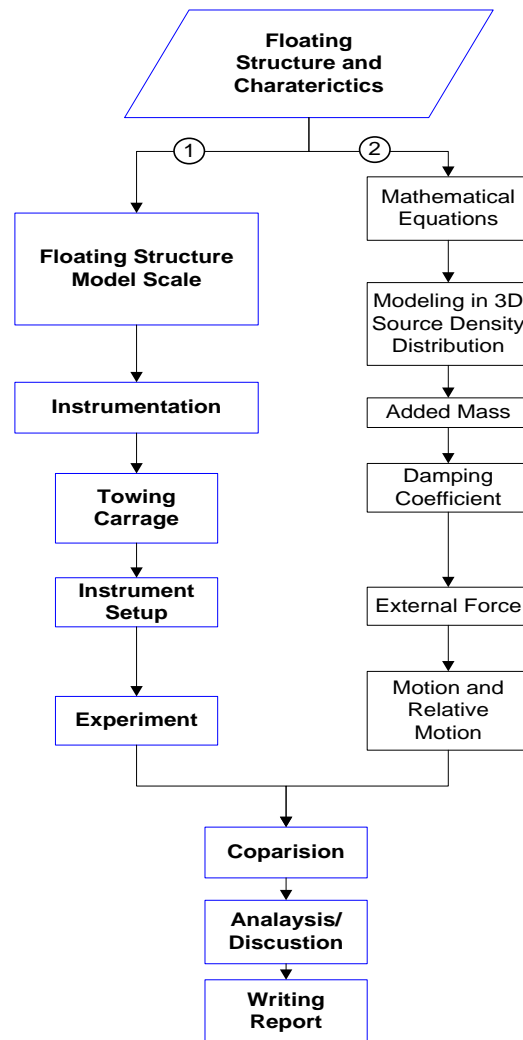 Floating
Structure and
Charaterictics
1
2
Floating Structure
Model Scale
Instrumentation
Towing
Carrage
Instrument
Setup
Experiment
Mathematical
Equations
Modeling in 3D
Source Density
Distribution
Added Mass
Damping
Coefficient
External Force
Motion and
Relative
Motion
Coparision
Analaysis/
Discustion
Writing
Report